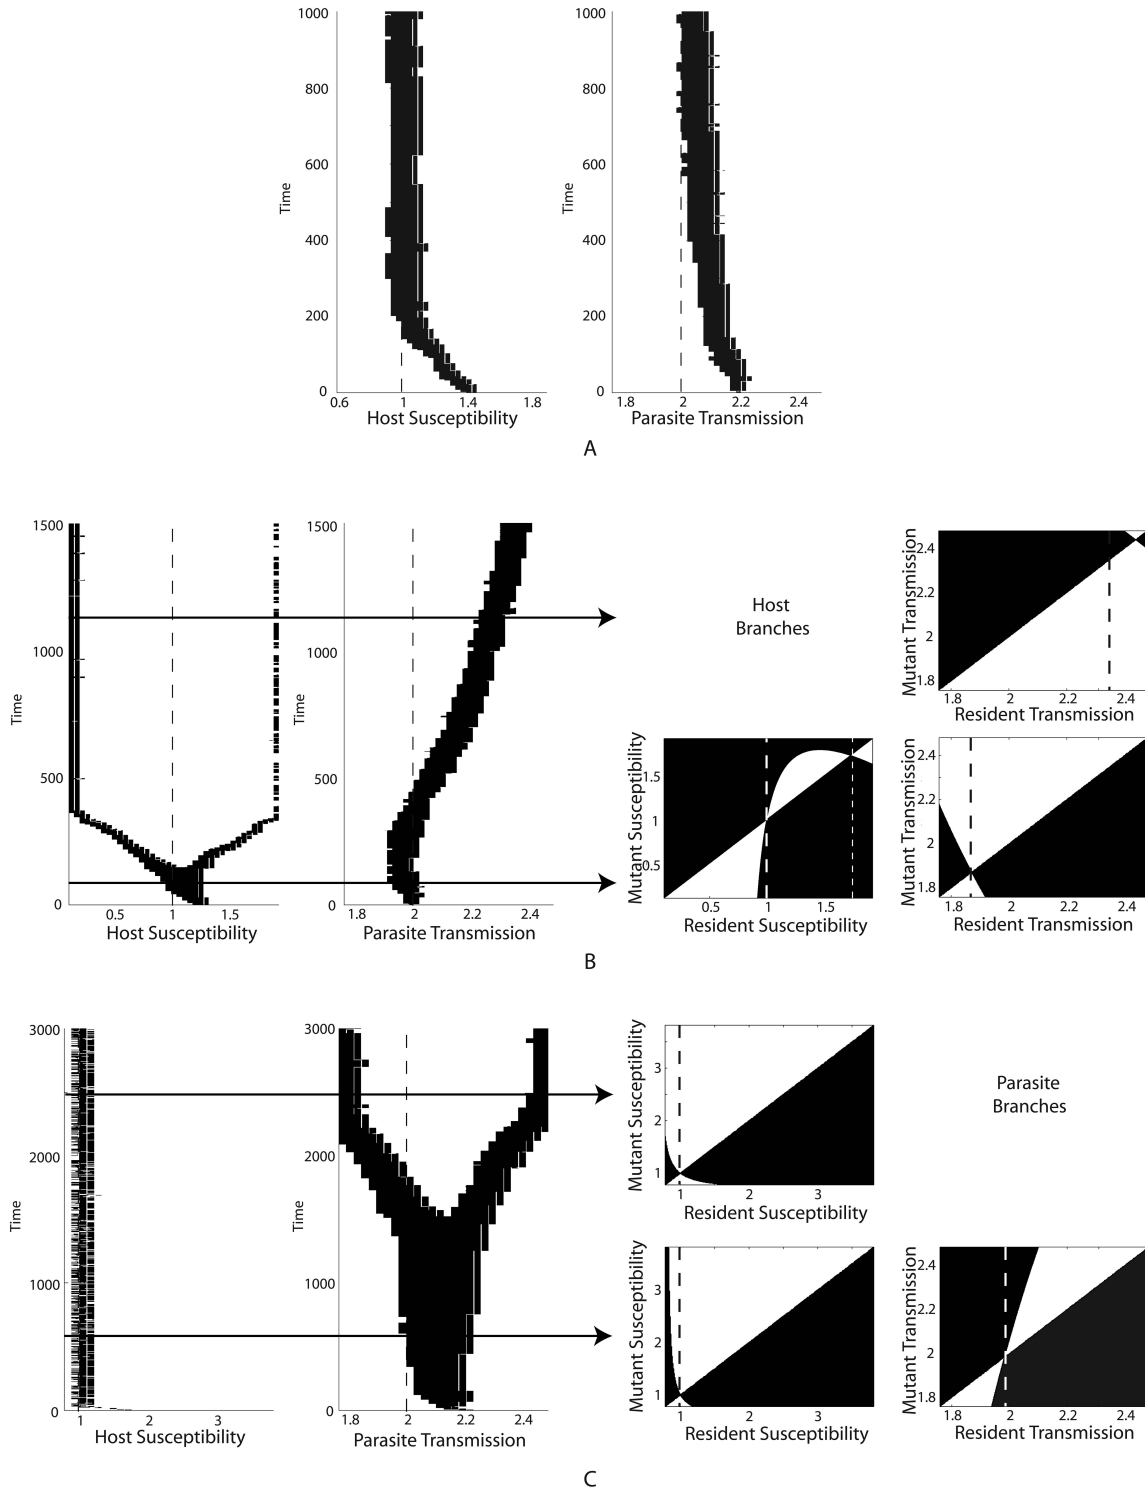 1000
800
600
400
200
0
Time
0.6 1 1.4 1.8
Host Susceptibility
1000
800
600
400
200
0
Time
1.8 2 2.2 2.4
Parasite Transmission
A
1500
1000
500
0
Time
0.5 1 1.5
Host Susceptibility
1500
1000
500
0
Time
1.8 2 2.2 2.4
Parasite Transmission
Host
Branches
Mutant Transmission
2.4
2.2
2
1.8
1.8 2 2.2 2.4
Resident Transmission
Mutant Susceptibility
1.5
1
0.5
0.5 1 1.5
Resident Susceptibility
Mutant Transmission
2.4
2.2
2
1.8
1.8 2 2.2 2.4
Resident Transmission
B
3000
2000
1000
0
Time
1 2 3
Host Susceptibility
3000
2000
1000
0
Time
1.8 2 2.2 2.4
Parasite Transmission
Mutant Susceptibility
3
2
1
1 2 3
Resident Susceptibility
Parasite
Branches
Mutant Susceptibility
3
2
1
1 2 3
Resident Susceptibility
Mutant Transmission
2.4
2.2
2
1.8
1.8 2 2.2 2.4
Resident Transmission
C